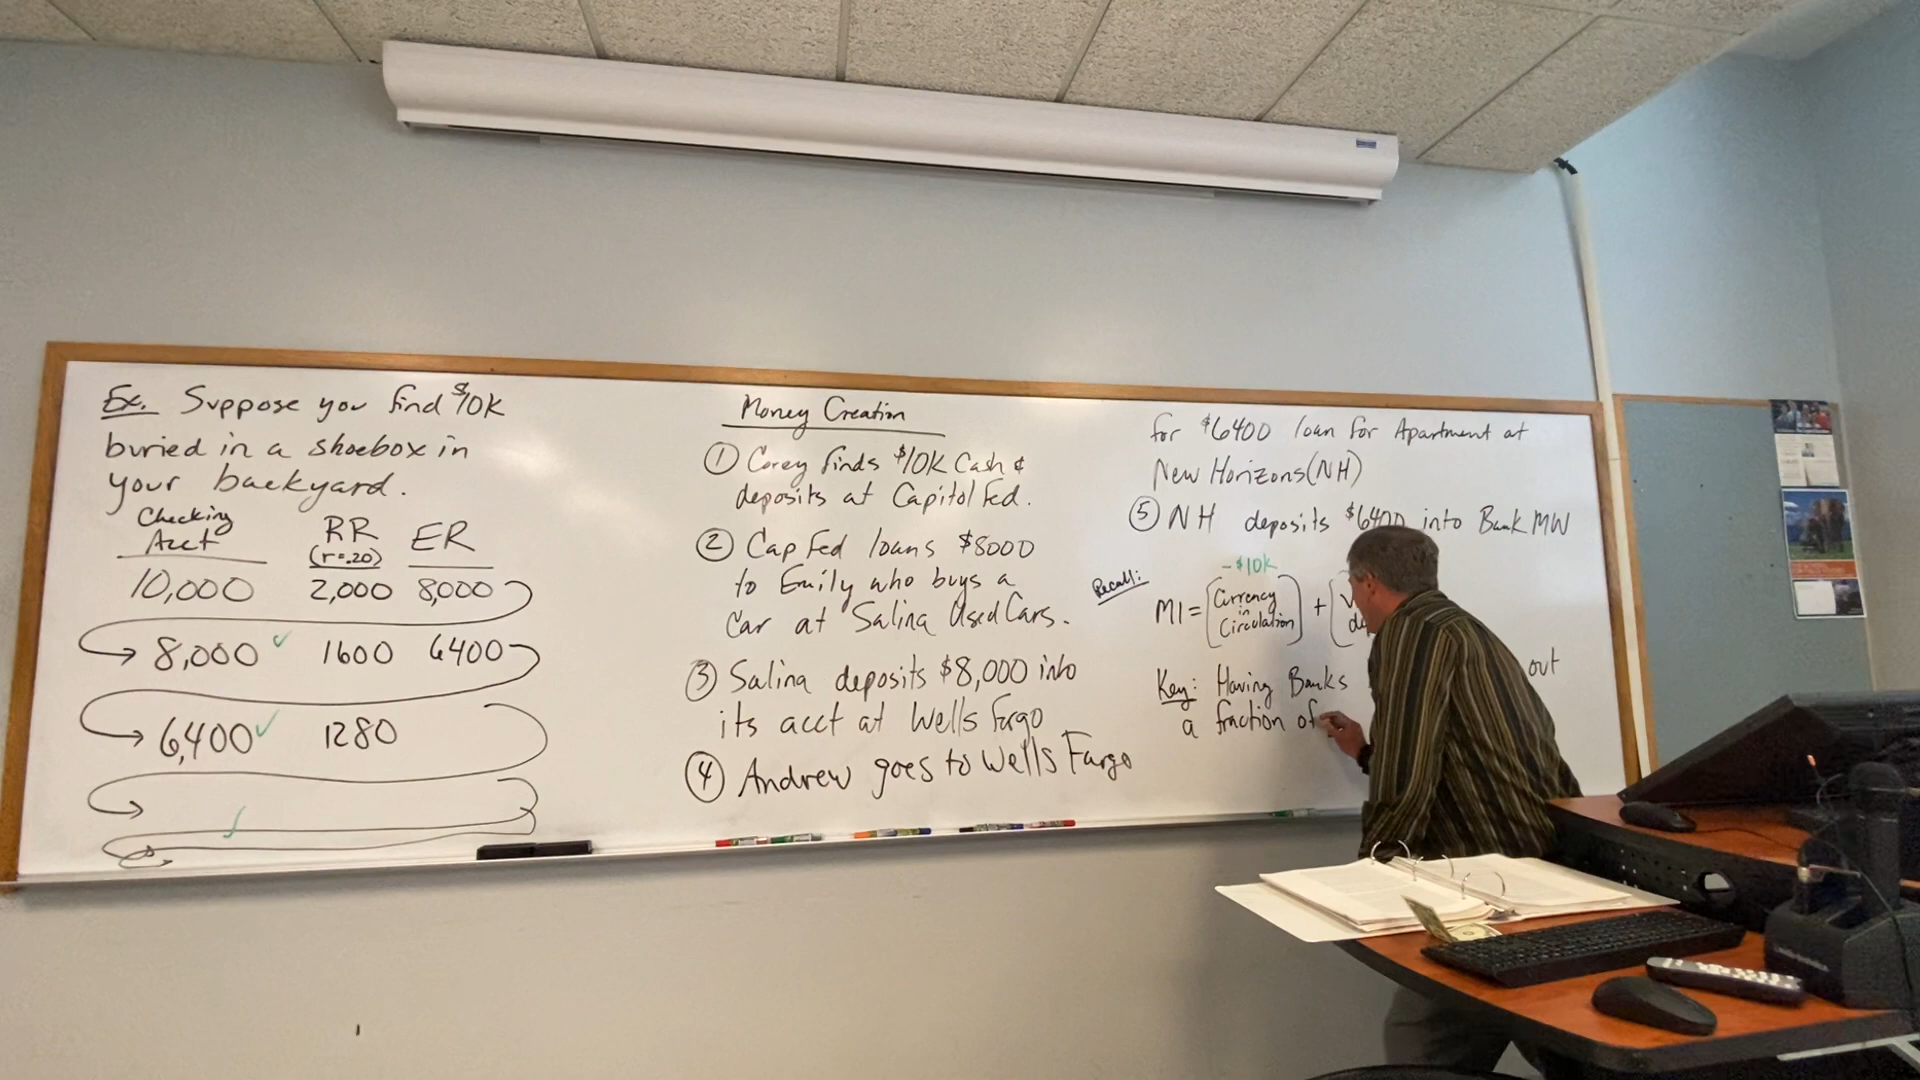 Ex. Suppose you find $10K
buried in a shoebox in
your backyard.
Checking
Acct
RR
(r=.20)
ER
10,000 2,000 8,000
8,000 ✓ 1600 6400
6,400 ✓ 1280
✓
Money Creation
① Corey finds $10K Cash &
deposits at Capitol Fed.
② Cap Fed loans $8000
to Emily who buys a
car at Salina Used Cars.
③ Salina deposits $8,000 into
its acct at Wells Fargo
④ Andrew goes to Wells Fargo
for $6400 loan for Apartment at
New Horizons (NH)
⑤ NH deposits $6400 into Bank MW
Recall:
-$10K
M1 = [Currency
in
Circulation] + [
Key: Having Banks out
a fraction of